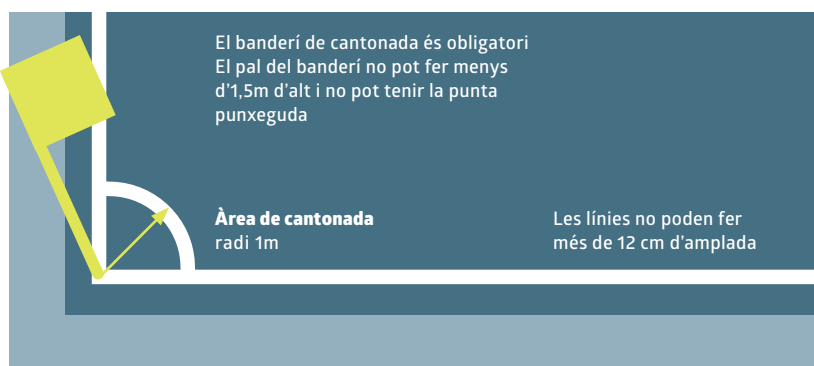 El banderí de cantonada és obligatori
El pal del banderí no pot fer menys
d'1,5m d'alt i no pot tenir la punta
punxeguda
Àrea de cantonada
radi 1m
Les línies no poden fer
més de 12 cm d'amplada